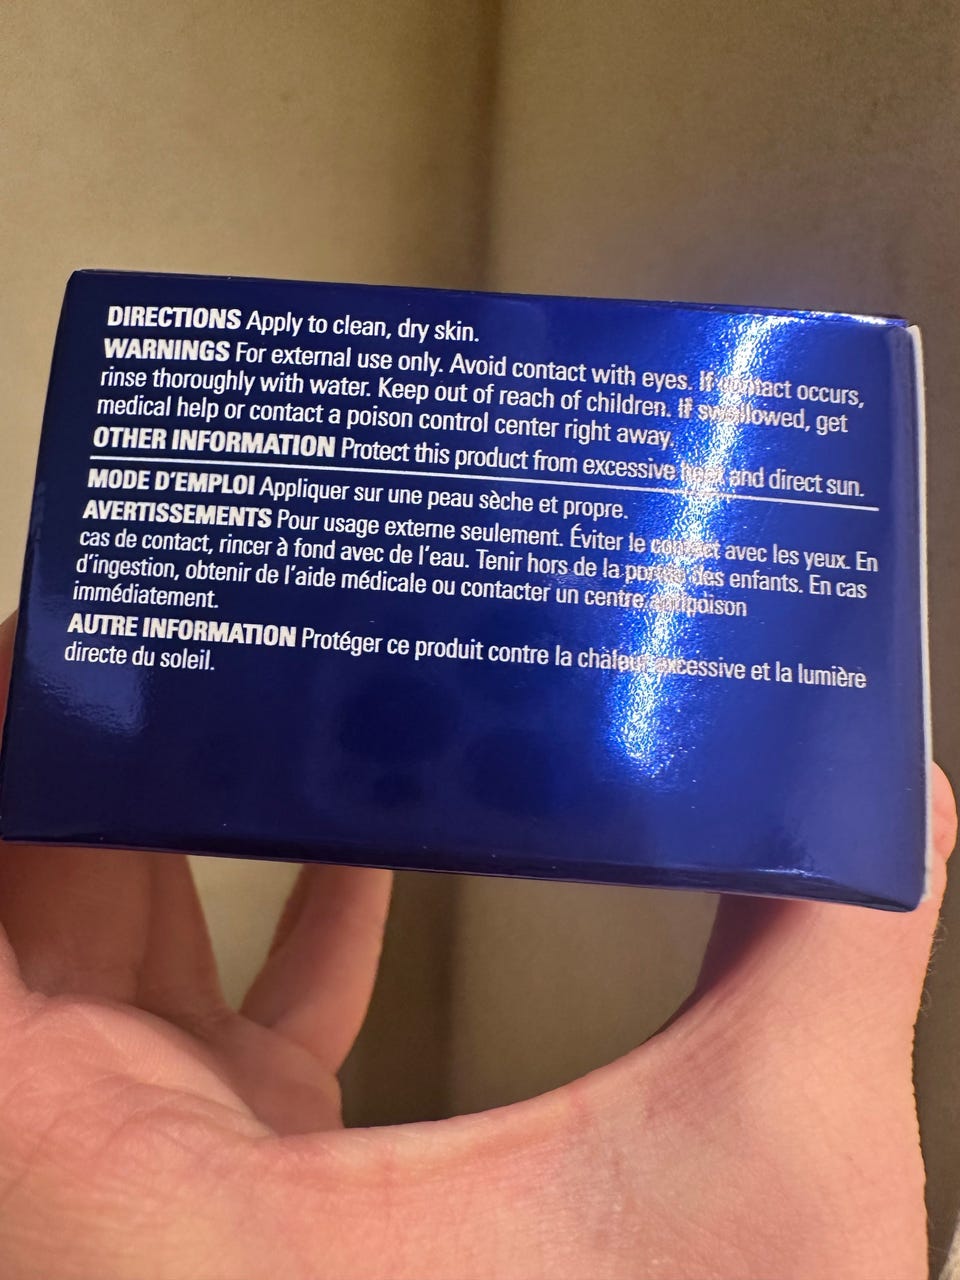 DIRECTIONS Apply to clean, dry skin.
WARNINGS For external use only. Avoid contact with eyes. If contact occurs,
rinse thoroughly with water. Keep out of reach of children. If swallowed, get
medical help or contact a poison control center right away.
OTHER INFORMATION Protect this product from excessive heat and direct sun.
MODE D'EMPLOI Appliquer sur une peau sèche et propre.
AVERTISSEMENTS Pour usage externe seulement. Éviter le contact avec les yeux. En
cas de contact, rincer à fond avec de l'eau. Tenir hors de la portée des enfants. En cas
d'ingestion, obtenir de l'aide médicale ou contacter un centre antipoison
immédiatement.
AUTRE INFORMATION Protéger ce produit contre la chaleur excessive et la lumière
directe du soleil.